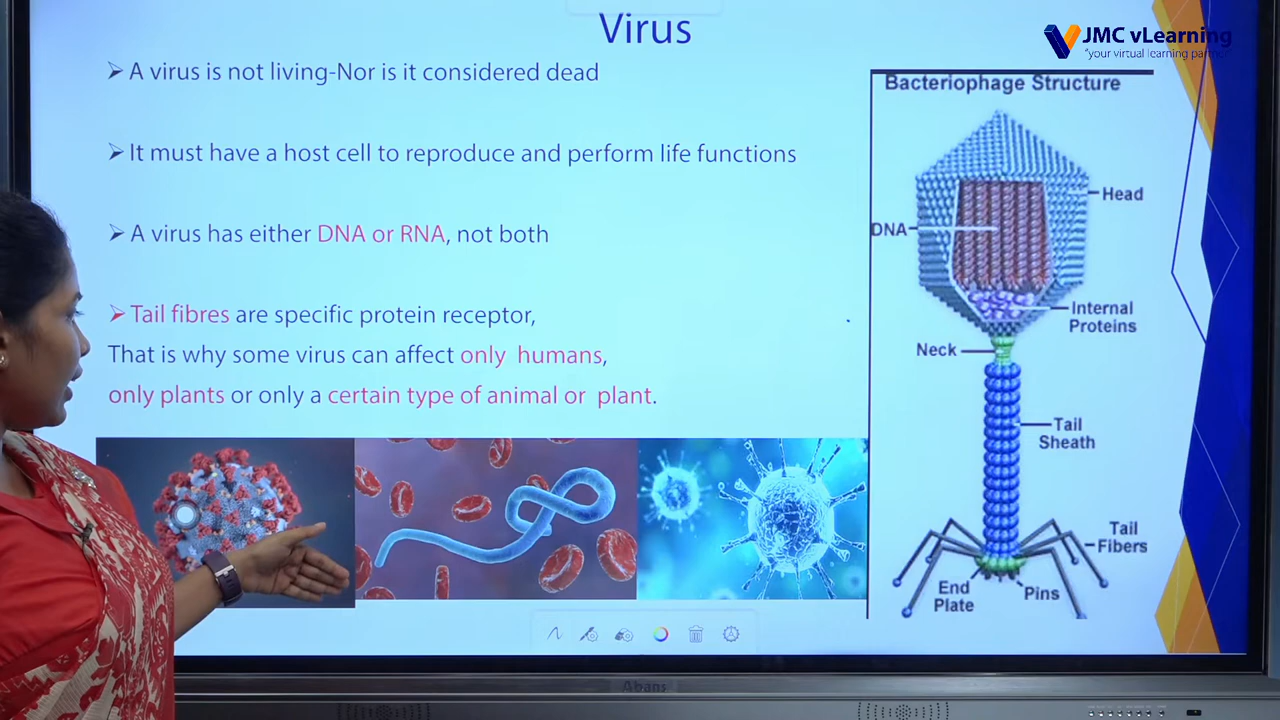 Virus
JMC vLearning
"your virtual learning partner"
➢ A virus is not living-Nor is it considered dead
➢ It must have a host cell to reproduce and perform life functions
➢ A virus has either DNA or RNA, not both
➢ Tail fibres are specific protein receptor,
That is why some virus can affect only humans,
only plants or only a certain type of animal or plant.
Bacteriophage Structure
Head
DNA
Internal
Proteins
Neck
Tail
Sheath
Tail
Fibers
End
Plate
Pins
Abans